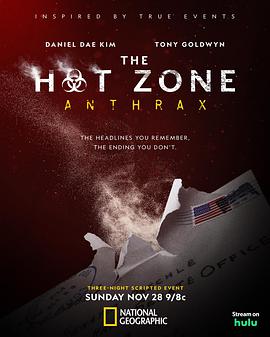 INSPIRED BY TRUE EVENTS
DANIEL DAE KIM TONY GOLDWYN
THE
HOT ZONE
ANTHRAX
THE HEADLINES YOU REMEMBER,
THE ENDING YOU DON'T.
THREE-NIGHT SCRIPTED EVENT
SUNDAY NOV 28 9/8c
NATIONAL
GEOGRAPHIC
Stream on
hulu